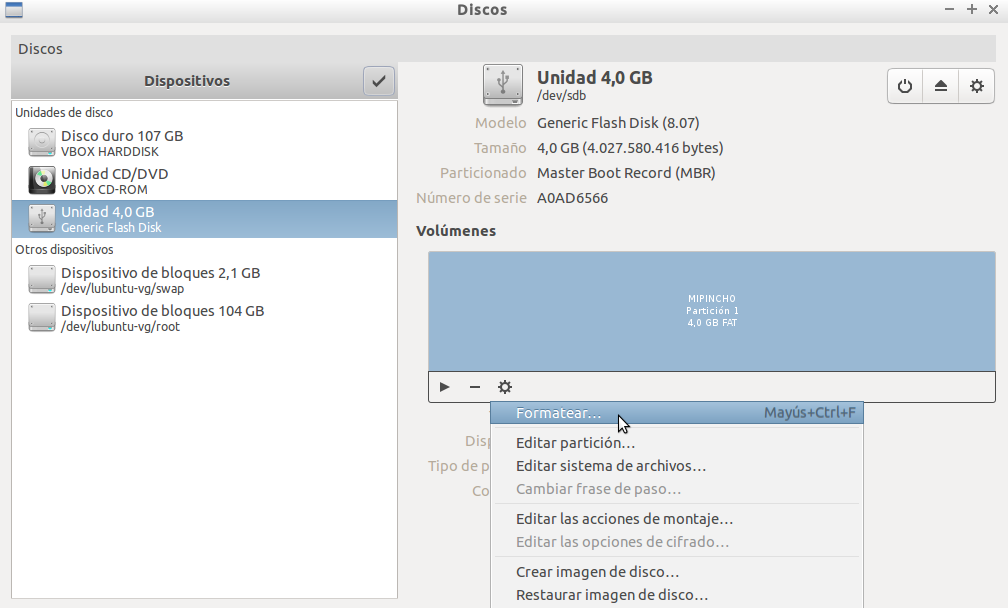 Discos
Discos
Dispositivos
Unidades de disco
Disco duro 107 GB
VBOX HARDDISK
Unidad CD/DVD
VBOX CD-ROM
Unidad 4,0 GB
Generic Flash Disk
Otros dispositivos
Dispositivo de bloques 2,1 GB
/dev/lubuntu-vg/swap
Dispositivo de bloques 104 GB
/dev/lubuntu-vg/root
Unidad 4,0 GB
/dev/sdb
Modelo Generic Flash Disk (8.07)
Tamaño 4,0 GB (4.027.580.416 bytes)
Particionado Master Boot Record (MBR)
Número de serie A0AD6566
Volúmenes
MIPINCHO
Partición 1
4,0 GB FAT
Disp
Tipo de p
Co
Formatear... Mayús+Ctrl+F
Editar partición...
Editar sistema de archivos...
Cambiar frase de paso...
Editar las acciones de montaje...
Editar las opciones de cifrado...
Crear imagen de disco...
Restaurar imagen de disco...